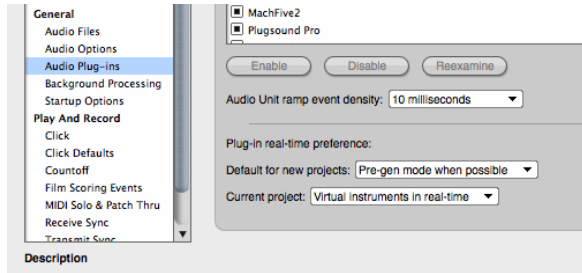 General
Audio Files
Audio Options
Audio Plug-ins
Background Processing
Startup Options
Play And Record
Click
Click Defaults
Countoff
Film Scoring Events
MIDI Solo & Patch Thru
Receive Sync
Transmit Sync
MachFive2
Plugsound Pro
Enable Disable Reexamine
Audio Unit ramp event density: 10 milliseconds
Plug-in real-time preference:
Default for new projects: Pre-gen mode when possible
Current project: Virtual instruments in real-time
Description